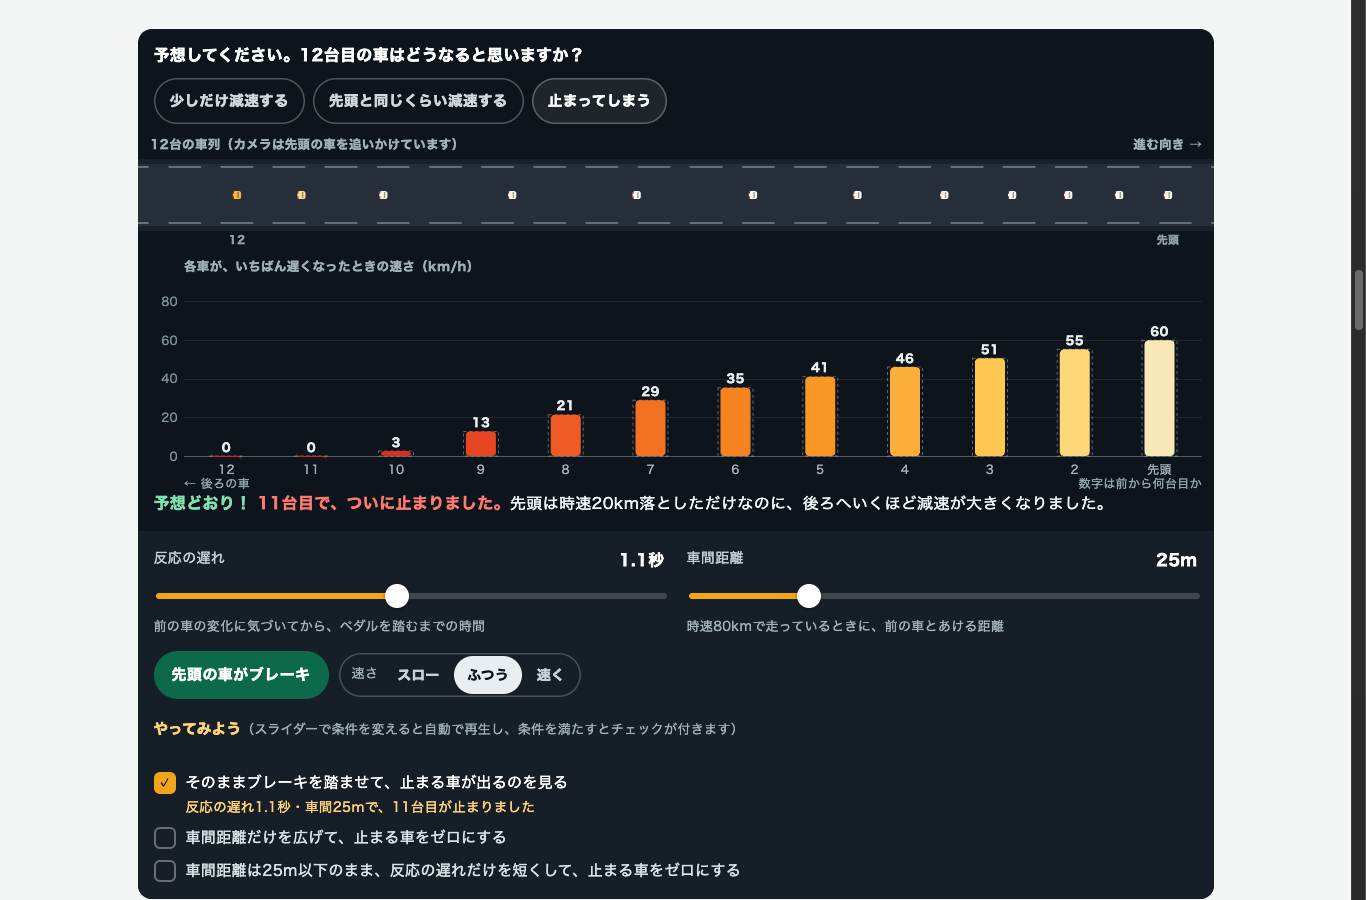 予想してください。12台目の車はどうなると思いますか？
少しだけ減速する 先頭と同じくらい減速する 止まってしまう
12台の車列（カメラは先頭の車を追いかけています） 進む向き →
12 先頭
各車が、いちばん遅くなったときの速さ（km/h）
80
60
40
20
0
0 0 3 13 21 29 35 41 46 51 55 60
12 11 10 9 8 7 6 5 4 3 2 先頭
← 後ろの車 数字は前から何台目か
予想どおり！ 11台目で、ついに止まりました。先頭は時速20km落としただけなのに、後ろへいくほど減速が大きくなりました。
反応の遅れ 1.1秒 車間距離 25m
前の車の変化に気づいてから、ペダルを踏むまでの時間 時速80kmで走っているときに、前の車とあける距離
先頭の車がブレーキ 速さ スロー ふつう 速く
やってみよう（スライダーで条件を変えると自動で再生し、条件を満たすとチェックが付きます）
✓ そのままブレーキを踏ませて、止まる車が出るのを見る
反応の遅れ1.1秒・車間25mで、11台目が止まりました
車間距離だけを広げて、止まる車をゼロにする
車間距離は25m以下のまま、反応の遅れだけを短くして、止まる車をゼロにする